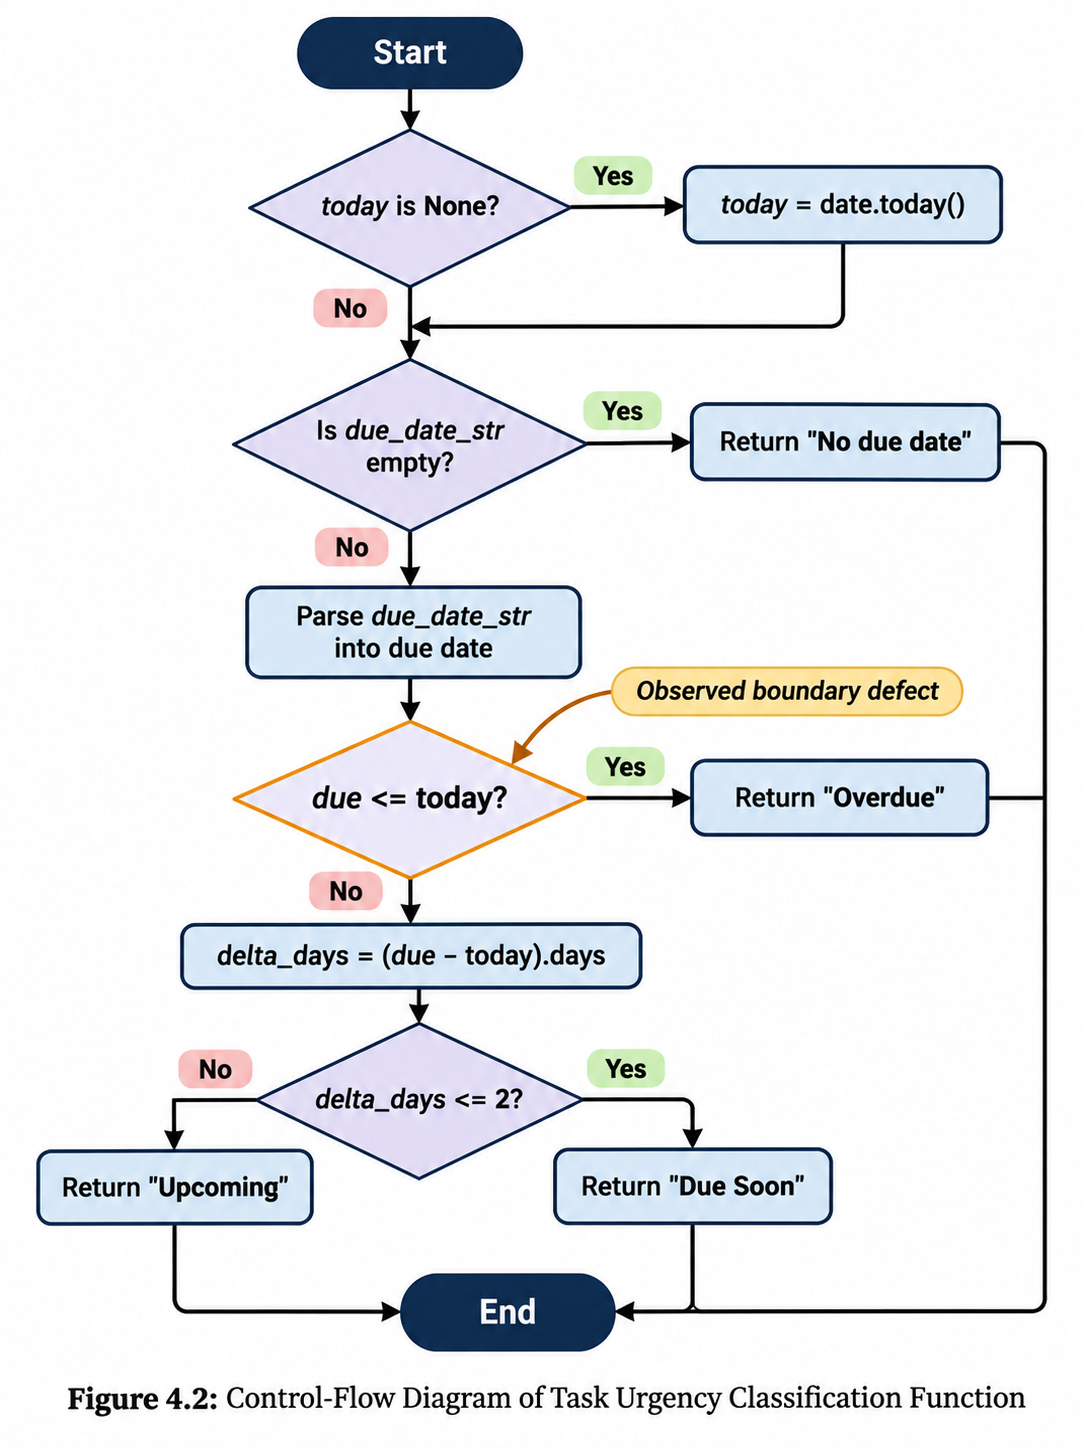 Start
today is None?
Yes
today = date.today()
No
Is due_date_str
empty?
Yes
Return "No due date"
No
Parse due_date_str
into due date
Observed boundary defect
due <= today?
Yes
Return "Overdue"
No
delta_days = (due – today).days
No
delta_days <= 2?
Yes
Return "Upcoming"
Return "Due Soon"
End
Figure 4.2: Control-Flow Diagram of Task Urgency Classification Function